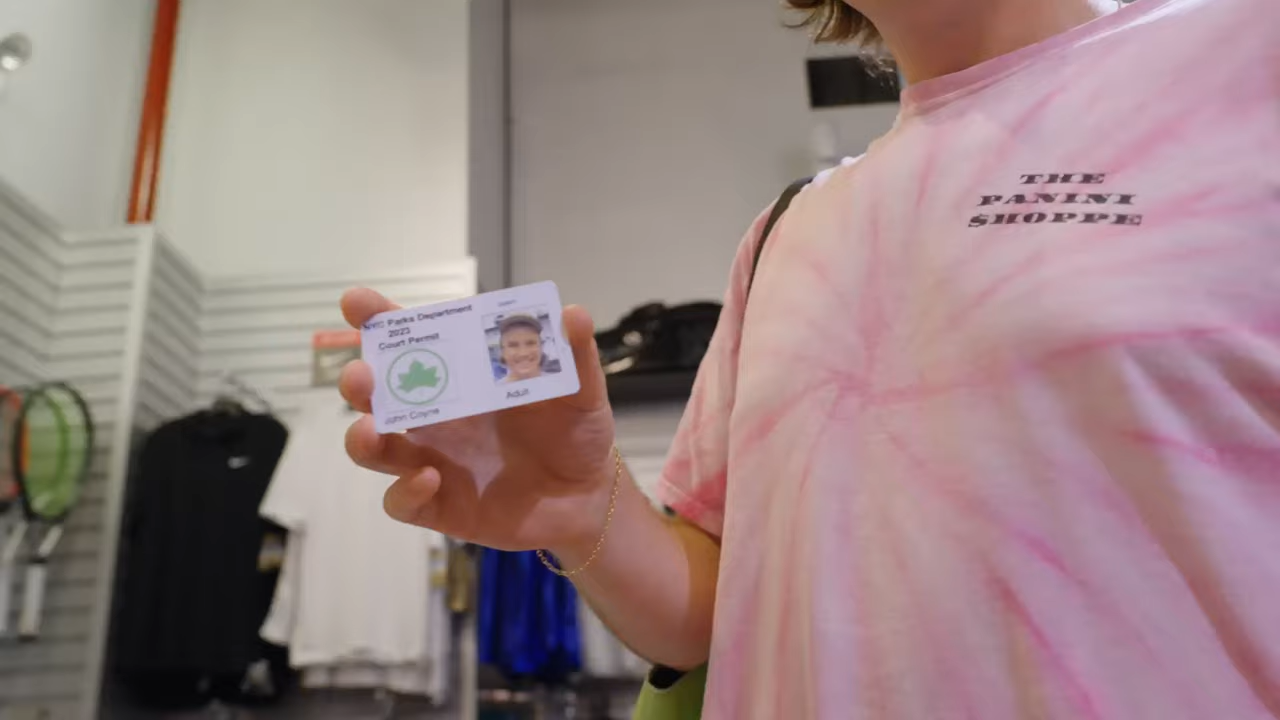 NYC Parks Department
2023
Court Permit
John Coyne
Adult
THE
PANINI
SHOPPE